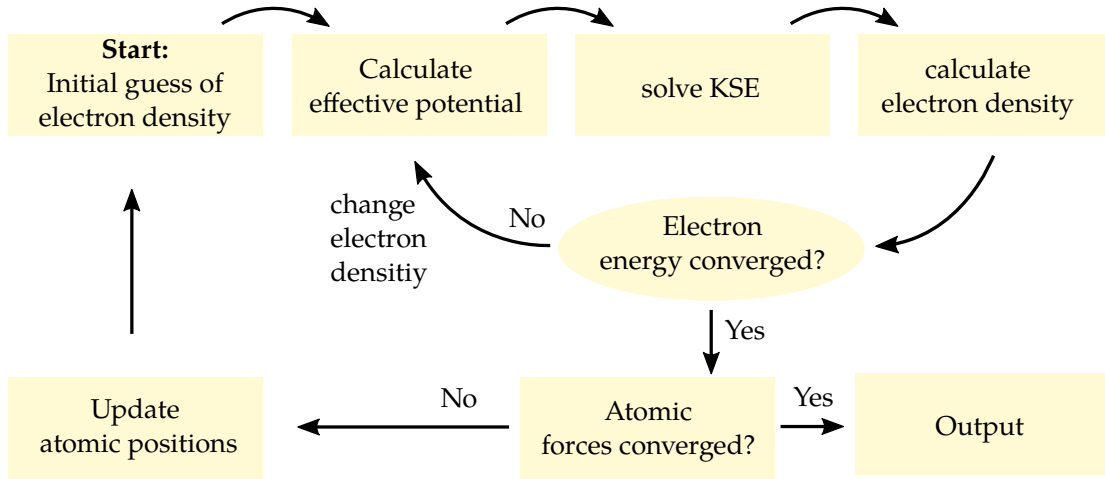 Start:
Initial guess of
electron density
Calculate
effective potential
solve KSE
calculate
electron density
change
electron
densitiy
No
Electron
energy converged?
Yes
Update
atomic positions
No
Atomic
forces converged?
Yes
Output